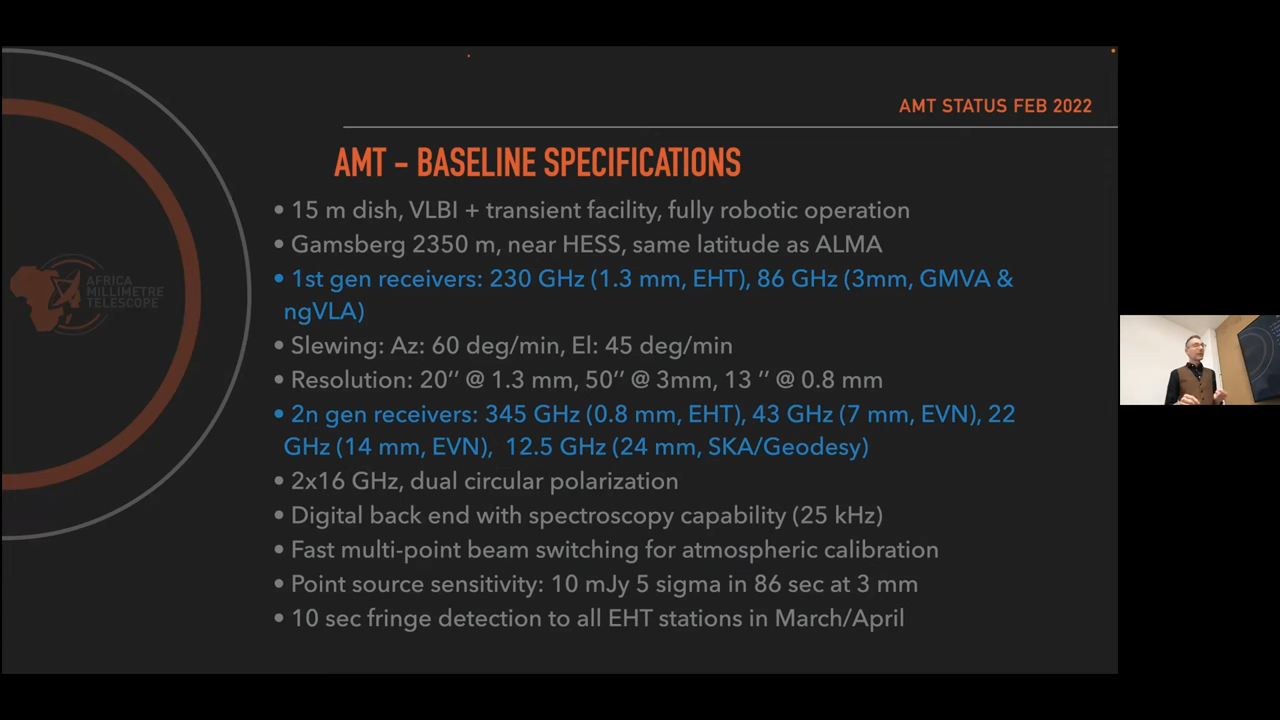 AMT STATUS FEB 2022
AMT – BASELINE SPECIFICATIONS
• 15 m dish, VLBI + transient facility, fully robotic operation
• Gamsberg 2350 m, near HESS, same latitude as ALMA
• 1st gen receivers: 230 GHz (1.3 mm, EHT), 86 GHz (3mm, GMVA &
ngVLA)
• Slewing: Az: 60 deg/min, El: 45 deg/min
• Resolution: 20’’ @ 1.3 mm, 50’’ @ 3mm, 13 ’’ @ 0.8 mm
• 2n gen receivers: 345 GHz (0.8 mm, EHT), 43 GHz (7 mm, EVN), 22
GHz (14 mm, EVN), 12.5 GHz (24 mm, SKA/Geodesy)
• 2x16 GHz, dual circular polarization
• Digital back end with spectroscopy capability (25 kHz)
• Fast multi-point beam switching for atmospheric calibration
• Point source sensitivity: 10 mJy 5 sigma in 86 sec at 3 mm
• 10 sec fringe detection to all EHT stations in March/April
AFRICA
MILLIMETRE
TELESCOPE